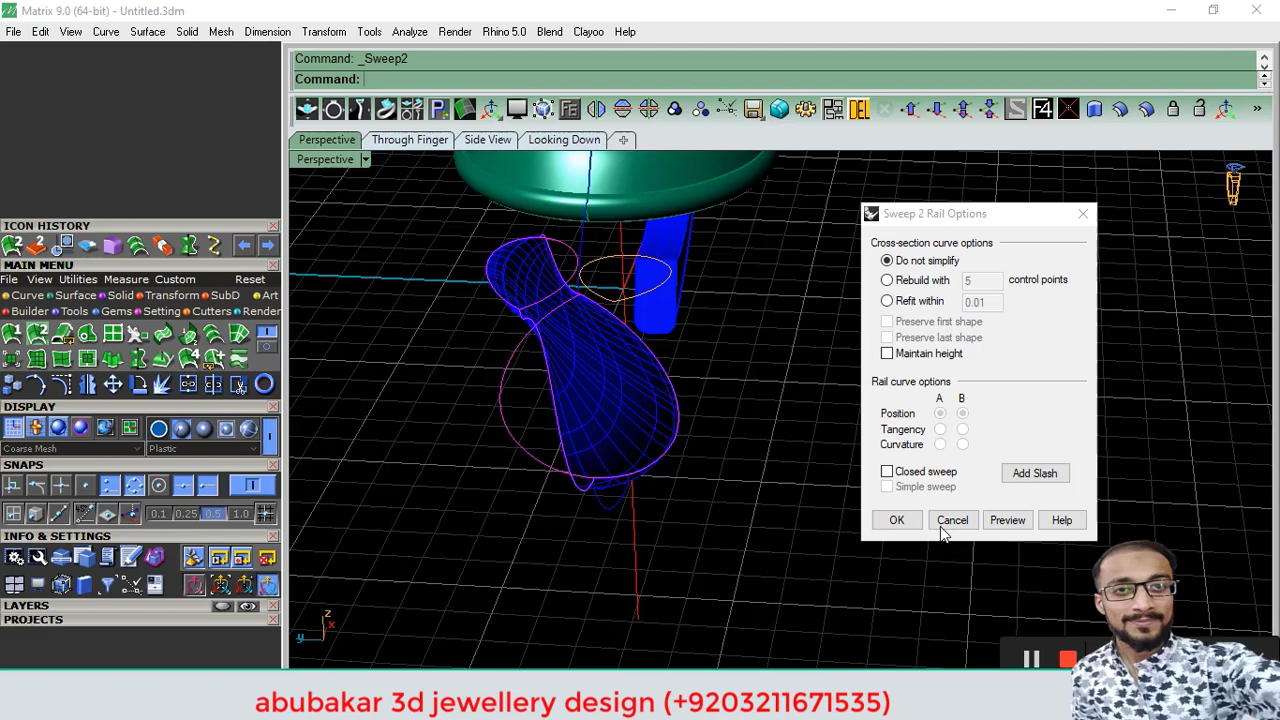 Matrix 9.0 (64-bit) - Untitled.3dm
File Edit View Curve Surface Solid Mesh Dimension Transform Tools Analyze Render Rhino 5.0 Blend Clayoo Help
Command: _Sweep2
Command:
Perspective Through Finger Side View Looking Down
Perspective
ICON HISTORY
MAIN MENU
File View Utilities Measure Custom Reset
Curve Surface Solid Transform SubD Art
Builder Tools Gems Setting Cutters Render
DISPLAY
Coarse Mesh Plastic
SNAPS
0.1 0.25 0.5 1.0
INFO & SETTINGS
LAYERS
PROJECTS
DEL
F4
Sweep 2 Rail Options
Cross-section curve options
Do not simplify
Rebuild with 5 control points
Refit within 0.01
Preserve first shape
Preserve last shape
Maintain height
Rail curve options
A B
Position
Tangency
Curvature
Closed sweep Add Slash
Simple sweep
OK Cancel Preview Help
z
x
y
abubakar 3d jewellery design (+9203211671535)